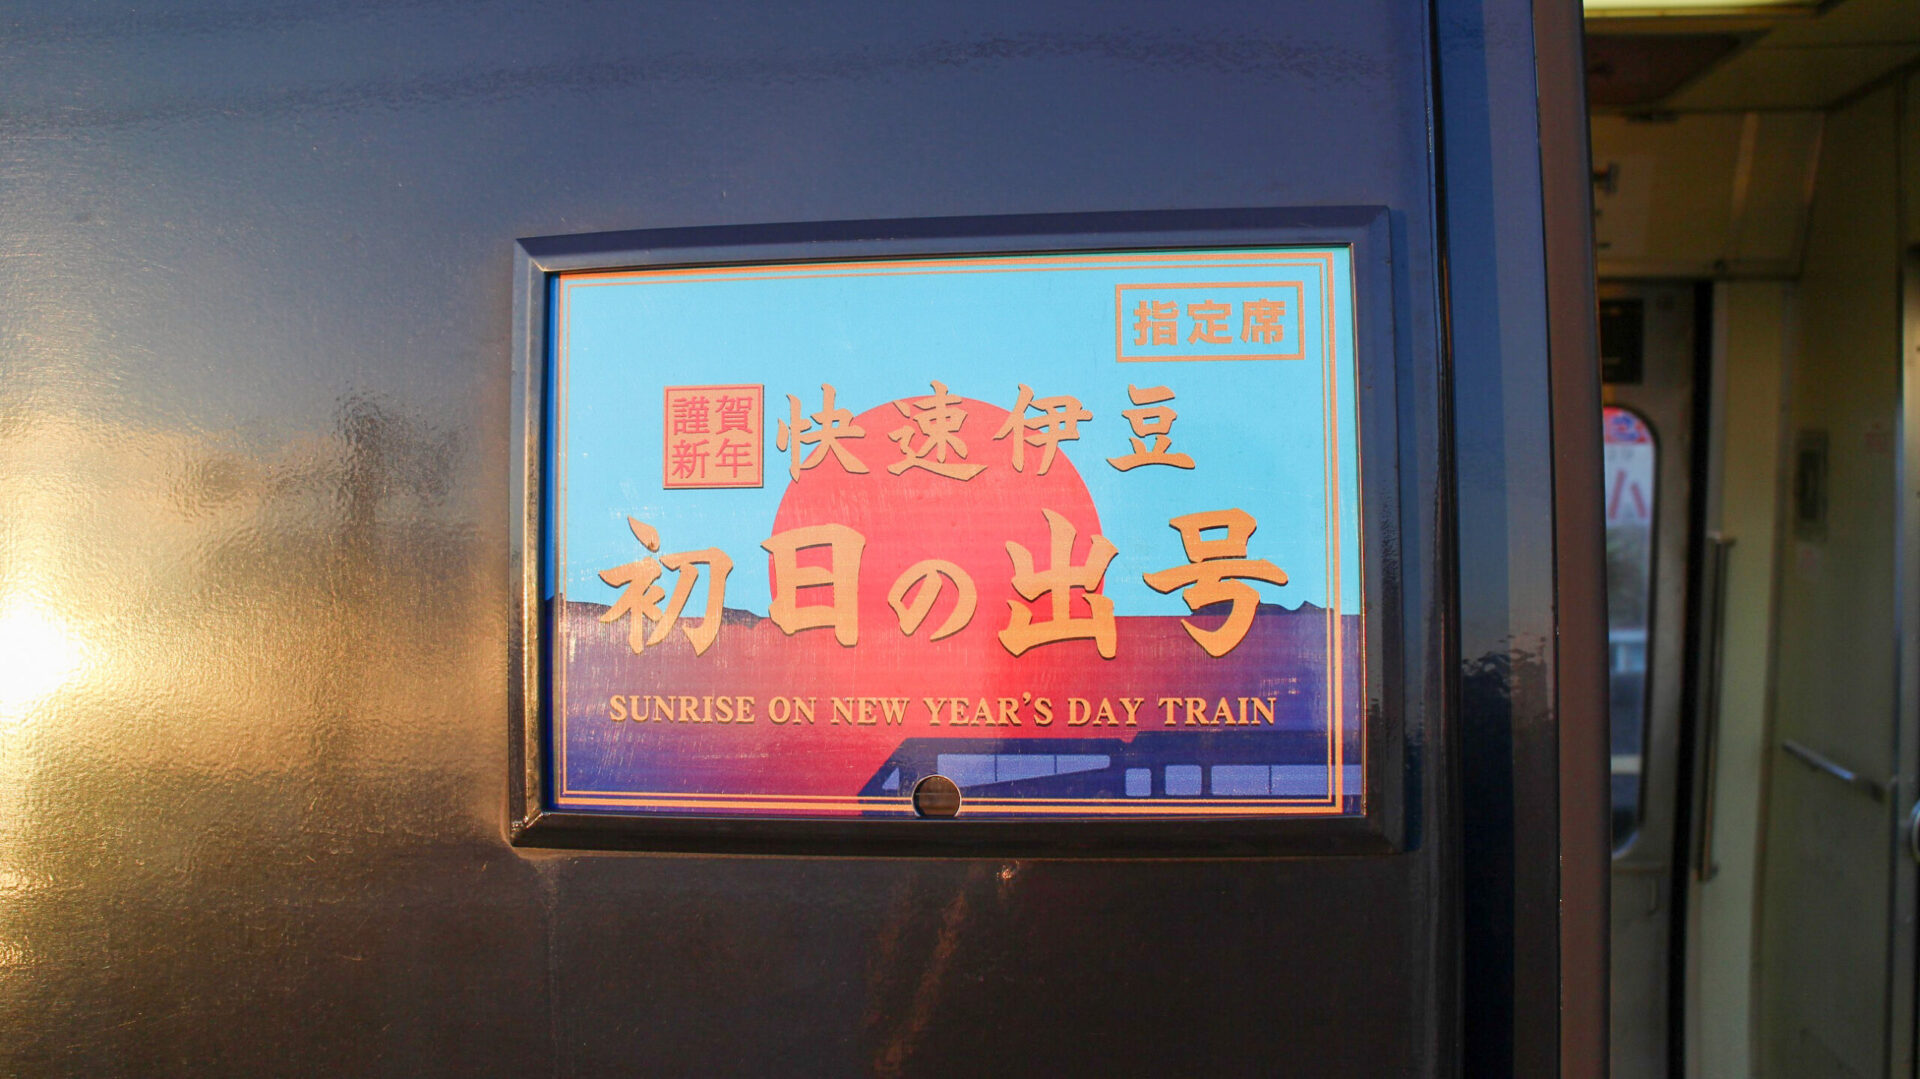 指定席
謹賀
新年
快速伊豆
初日の出号
SUNRISE ON NEW YEAR'S DAY TRAIN